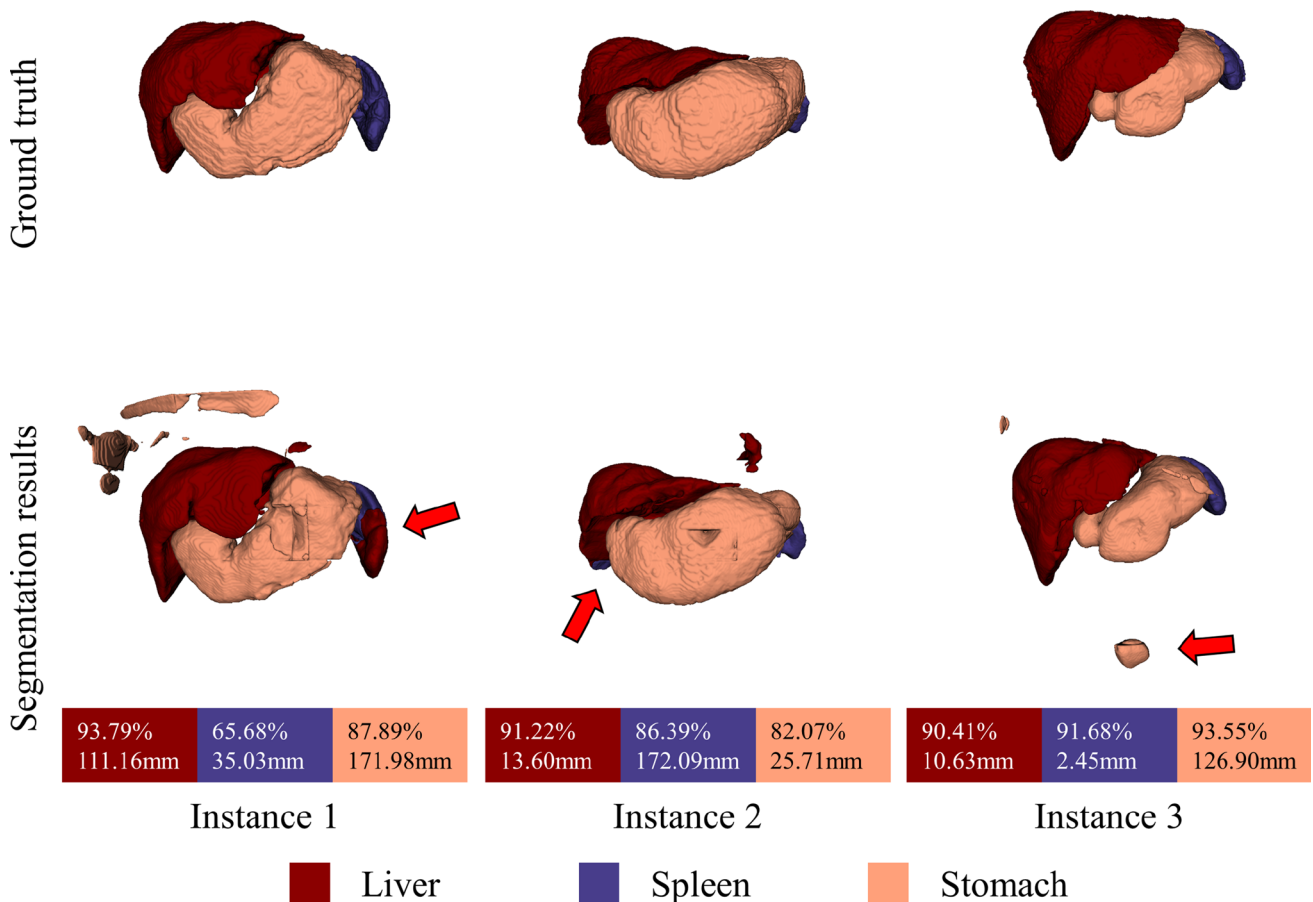 Ground truth
Segmentation results
93.79% 65.68% 87.89% 91.22% 86.39% 82.07% 90.41% 91.68% 93.55%
111.16mm 35.03mm 171.98mm 13.60mm 172.09mm 25.71mm 10.63mm 2.45mm 126.90mm
Instance 1 Instance 2 Instance 3
Liver Spleen Stomach